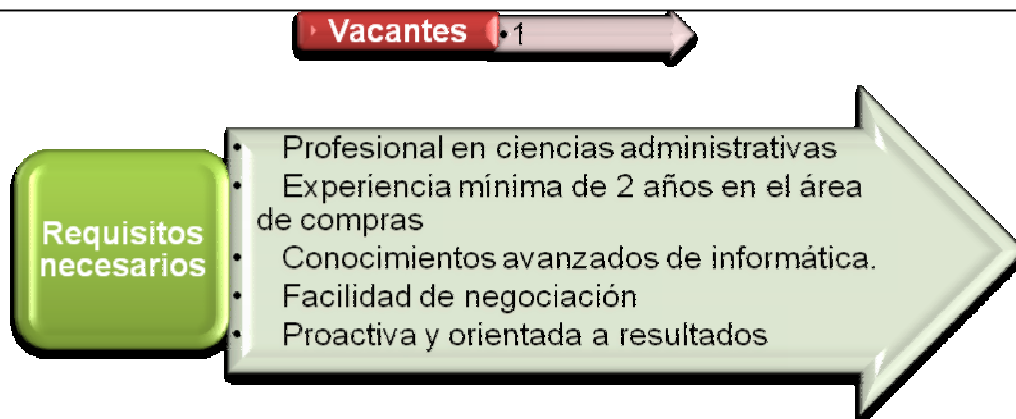 Vacantes •1
• Profesional en ciencias administrativas
• Experiencia mínima de 2 años en el área
de compras
Requisitos
necesarios
• Conocimientos avanzados de informática.
• Facilidad de negociación
• Proactiva y orientada a resultados